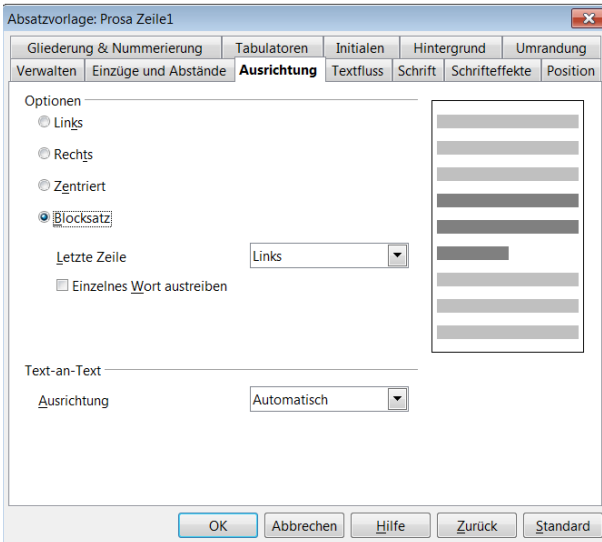 Absatzvorlage: Prosa Zeile1
Gliederung & Nummerierung Tabulatoren Initialen Hintergrund Umrandung
Verwalten Einzüge und Abstände Ausrichtung Textfluss Schrift Schrifteffekte Position
Optionen
Links
Rechts
Zentriert
Blocksatz
Letzte Zeile Links
Einzelnes Wort austreiben
Text-an-Text
Ausrichtung Automatisch
OK Abbrechen Hilfe Zurück Standard